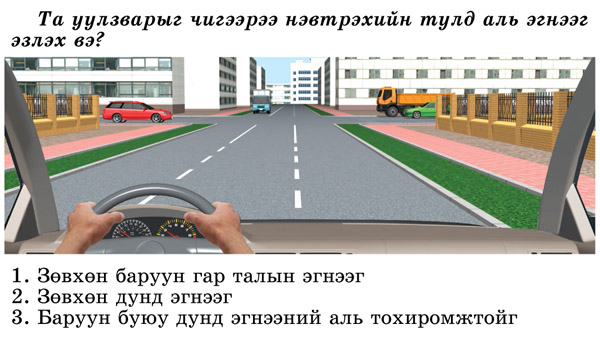 Та уулзварыг чигээрээ нэвтрэхийн тулд аль эгнээг
эзлэх вэ?
1. Зөвхөн баруун гар талын эгнээг
2. Зөвхөн дунд эгнээг
3. Баруун буюу дунд эгнээний аль тохиромжтойг